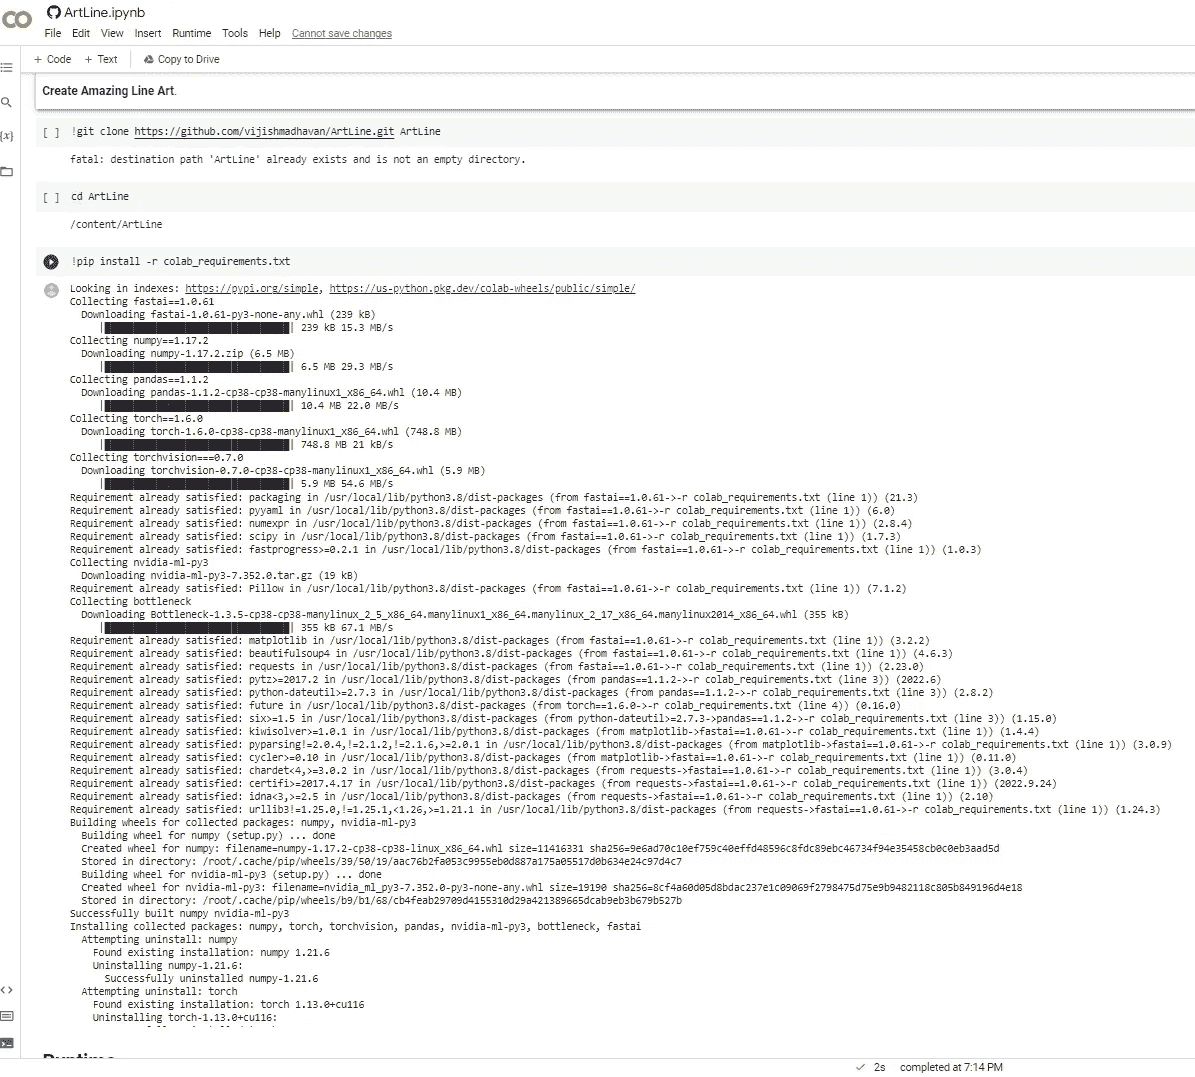 CO
ArtLine.ipynb
File Edit View Insert Runtime Tools Help Cannot save changes
+ Code + Text Copy to Drive
Create Amazing Line Art.
[ ] !git clone https://github.com/vijishmadhavan/ArtLine.git ArtLine
fatal: destination path 'ArtLine' already exists and is not an empty directory.
[ ] cd ArtLine
/content/ArtLine
!pip install -r colab_requirements.txt
Looking in indexes: https://pypi.org/simple, https://us-python.pkg.dev/colab-wheels/public/simple/
Collecting fastai==1.0.61
Downloading fastai-1.0.61-py3-none-any.whl (239 kB)
| 239 kB 15.3 MB/s
Collecting numpy==1.17.2
Downloading numpy-1.17.2.zip (6.5 MB)
| 6.5 MB 29.3 MB/s
Collecting pandas==1.1.2
Downloading pandas-1.1.2-cp38-cp38-manylinux1_x86_64.whl (10.4 MB)
| 10.4 MB 22.0 MB/s
Collecting torch==1.6.0
Downloading torch-1.6.0-cp38-cp38-manylinux1_x86_64.whl (748.8 MB)
| 748.8 MB 21 kB/s
Collecting torchvision===0.7.0
Downloading torchvision-0.7.0-cp38-cp38-manylinux1_x86_64.whl (5.9 MB)
| 5.9 MB 54.6 MB/s
Requirement already satisfied: packaging in /usr/local/lib/python3.8/dist-packages (from fastai==1.0.61->-r colab_requirements.txt (line 1)) (21.3)
Requirement already satisfied: pyyaml in /usr/local/lib/python3.8/dist-packages (from fastai==1.0.61->-r colab_requirements.txt (line 1)) (6.0)
Requirement already satisfied: numexpr in /usr/local/lib/python3.8/dist-packages (from fastai==1.0.61->-r colab_requirements.txt (line 1)) (2.8.4)
Requirement already satisfied: scipy in /usr/local/lib/python3.8/dist-packages (from fastai==1.0.61->-r colab_requirements.txt (line 1)) (1.7.3)
Requirement already satisfied: fastprogress>=0.2.1 in /usr/local/lib/python3.8/dist-packages (from fastai==1.0.61->-r colab_requirements.txt (line 1)) (1.0.3)
Collecting nvidia-ml-py3
Downloading nvidia-ml-py3-7.352.0.tar.gz (19 kB)
Requirement already satisfied: Pillow in /usr/local/lib/python3.8/dist-packages (from fastai==1.0.61->-r colab_requirements.txt (line 1)) (7.1.2)
Collecting bottleneck
Downloading Bottleneck-1.3.5-cp38-cp38-manylinux_2_5_x86_64.manylinux1_x86_64.manylinux_2_17_x86_64.manylinux2014_x86_64.whl (355 kB)
| 355 kB 67.1 MB/s
Requirement already satisfied: matplotlib in /usr/local/lib/python3.8/dist-packages (from fastai==1.0.61->-r colab_requirements.txt (line 1)) (3.2.2)
Requirement already satisfied: beautifulsoup4 in /usr/local/lib/python3.8/dist-packages (from fastai==1.0.61->-r colab_requirements.txt (line 1)) (4.6.3)
Requirement already satisfied: requests in /usr/local/lib/python3.8/dist-packages (from fastai==1.0.61->-r colab_requirements.txt (line 1)) (2.23.0)
Requirement already satisfied: pytz>=2017.2 in /usr/local/lib/python3.8/dist-packages (from pandas==1.1.2->-r colab_requirements.txt (line 3)) (2022.6)
Requirement already satisfied: python-dateutil>=2.7.3 in /usr/local/lib/python3.8/dist-packages (from pandas==1.1.2->-r colab_requirements.txt (line 3)) (2.8.2)
Requirement already satisfied: future in /usr/local/lib/python3.8/dist-packages (from torch==1.6.0->-r colab_requirements.txt (line 4)) (0.16.0)
Requirement already satisfied: six>=1.5 in /usr/local/lib/python3.8/dist-packages (from python-dateutil>=2.7.3->pandas==1.1.2->-r colab_requirements.txt (line 3)) (1.15.0)
Requirement already satisfied: kiwisolver>=1.0.1 in /usr/local/lib/python3.8/dist-packages (from matplotlib->fastai==1.0.61->-r colab_requirements.txt (line 1)) (1.4.4)
Requirement already satisfied: pyparsing!=2.0.4,!=2.1.2,!=2.1.6,>=2.0.1 in /usr/local/lib/python3.8/dist-packages (from matplotlib->fastai==1.0.61->-r colab_requirements.txt (line 1)) (3.0.9)
Requirement already satisfied: cycler>=0.10 in /usr/local/lib/python3.8/dist-packages (from matplotlib->fastai==1.0.61->-r colab_requirements.txt (line 1)) (0.11.0)
Requirement already satisfied: chardet<4,>=3.0.2 in /usr/local/lib/python3.8/dist-packages (from requests->fastai==1.0.61->-r colab_requirements.txt (line 1)) (3.0.4)
Requirement already satisfied: certifi>=2017.4.17 in /usr/local/lib/python3.8/dist-packages (from requests->fastai==1.0.61->-r colab_requirements.txt (line 1)) (2022.9.24)
Requirement already satisfied: idna<3,>=2.5 in /usr/local/lib/python3.8/dist-packages (from requests->fastai==1.0.61->-r colab_requirements.txt (line 1)) (2.10)
Requirement already satisfied: urllib3!=1.25.0,!=1.25.1,<1.26,>=1.21.1 in /usr/local/lib/python3.8/dist-packages (from requests->fastai==1.0.61->-r colab_requirements.txt (line 1)) (1.24.3)
Building wheels for collected packages: numpy, nvidia-ml-py3
Building wheel for numpy (setup.py) ... done
Created wheel for numpy: filename=numpy-1.17.2-cp38-cp38-linux_x86_64.whl size=11416331 sha256=9e6ad70c10ef759c40effd48596c8fdc89ebc46734f94e35458cb0c0eb3aad5d
Stored in directory: /root/.cache/pip/wheels/39/50/19/aac76b2fa053c9955eb0d887a175a05517d0b634e24c97d4c7
Building wheel for nvidia-ml-py3 (setup.py) ... done
Created wheel for nvidia-ml-py3: filename=nvidia_ml_py3-7.352.0-py3-none-any.whl size=19190 sha256=8cf4a60d05d8bdac237e1c09069f2798475d75e9b9482118c805b849196d4e18
Stored in directory: /root/.cache/pip/wheels/b9/b1/68/cb4feab29709d4155310d29a421389665dcab9eb3b679b527b
Successfully built numpy nvidia-ml-py3
Installing collected packages: numpy, torch, torchvision, pandas, nvidia-ml-py3, bottleneck, fastai
Attempting uninstall: numpy
Found existing installation: numpy 1.21.6
Uninstalling numpy-1.21.6:
Successfully uninstalled numpy-1.21.6
Attempting uninstall: torch
Found existing installation: torch 1.13.0+cu116
Uninstalling torch-1.13.0+cu116:
Runtime
2s completed at 7:14 PM